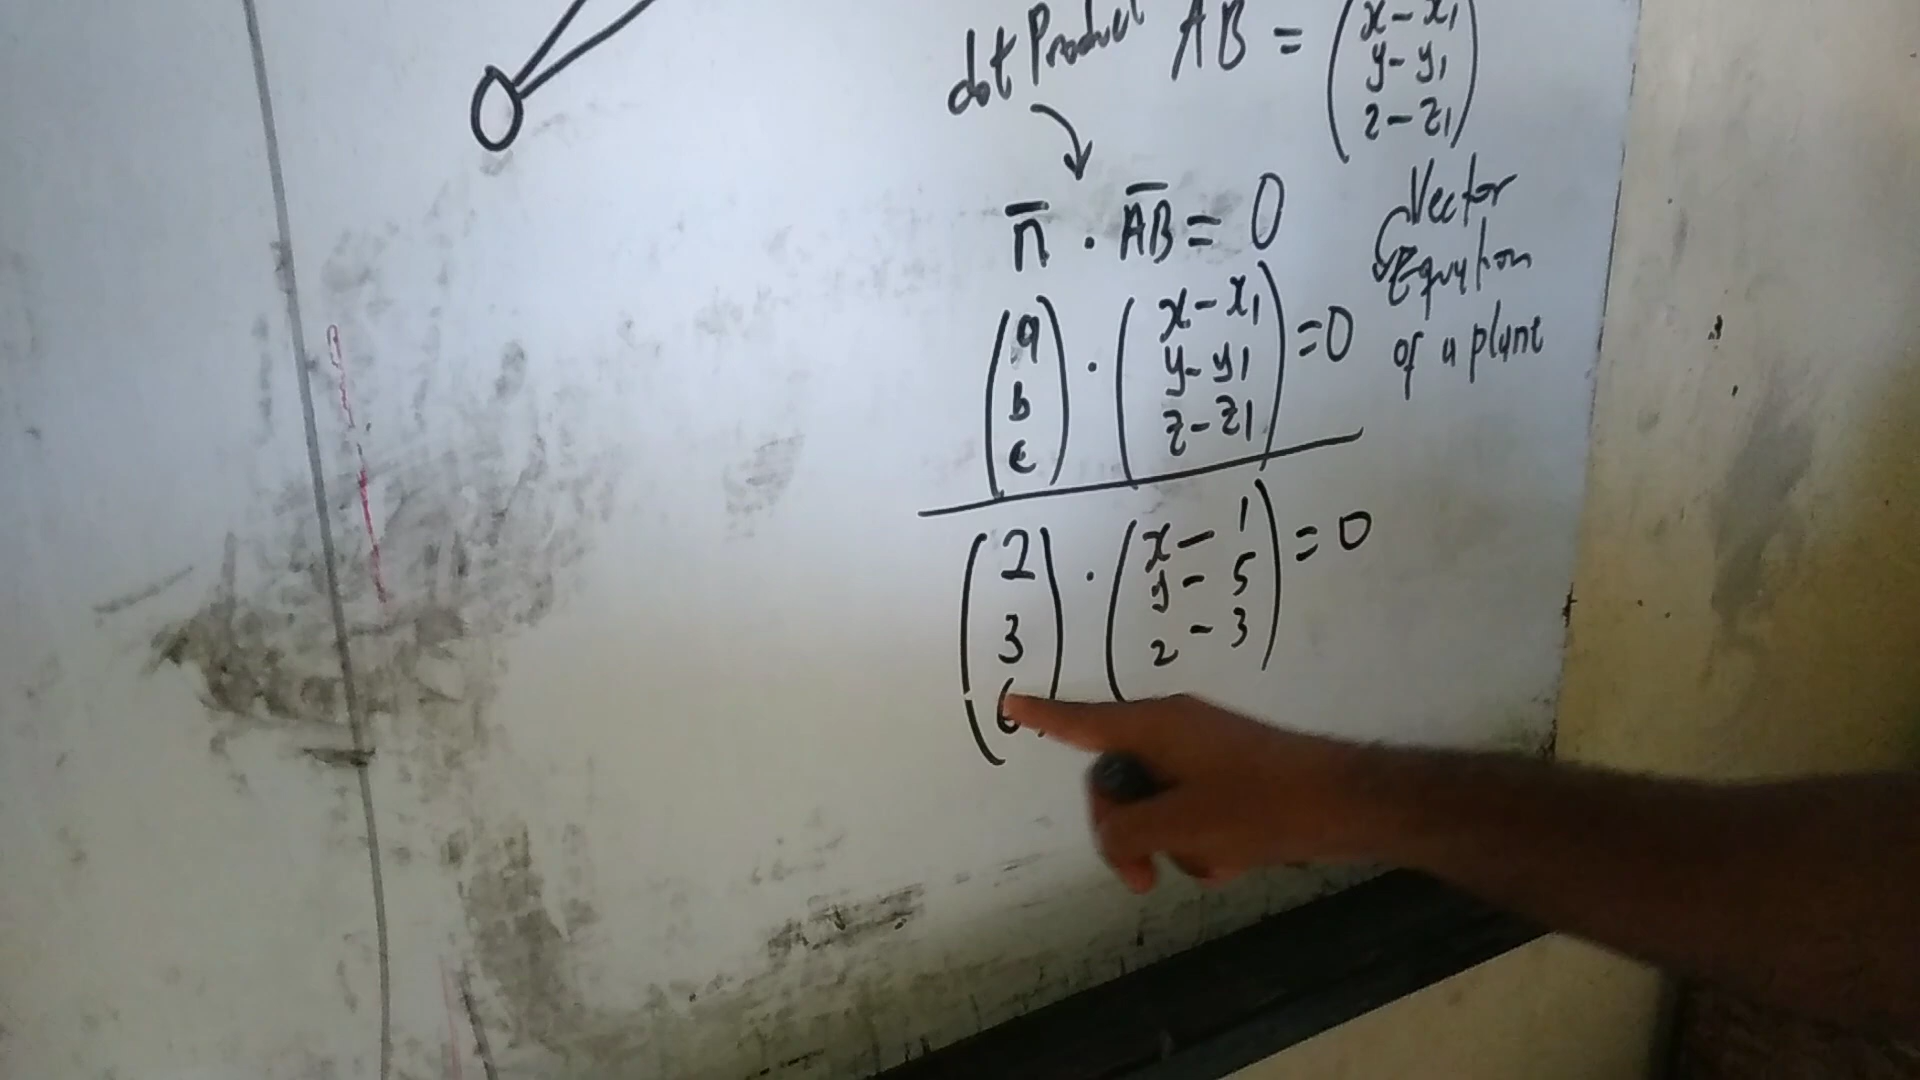 dot Product AB = (x - x1
y - y1
z - z1)
n . AB = 0
Vector
Equation
of a plane
(a
b
c) . (x - x1
y - y1
z - z1) = 0
(2
3
6) . (x - 1
y - 5
z - 3) = 0